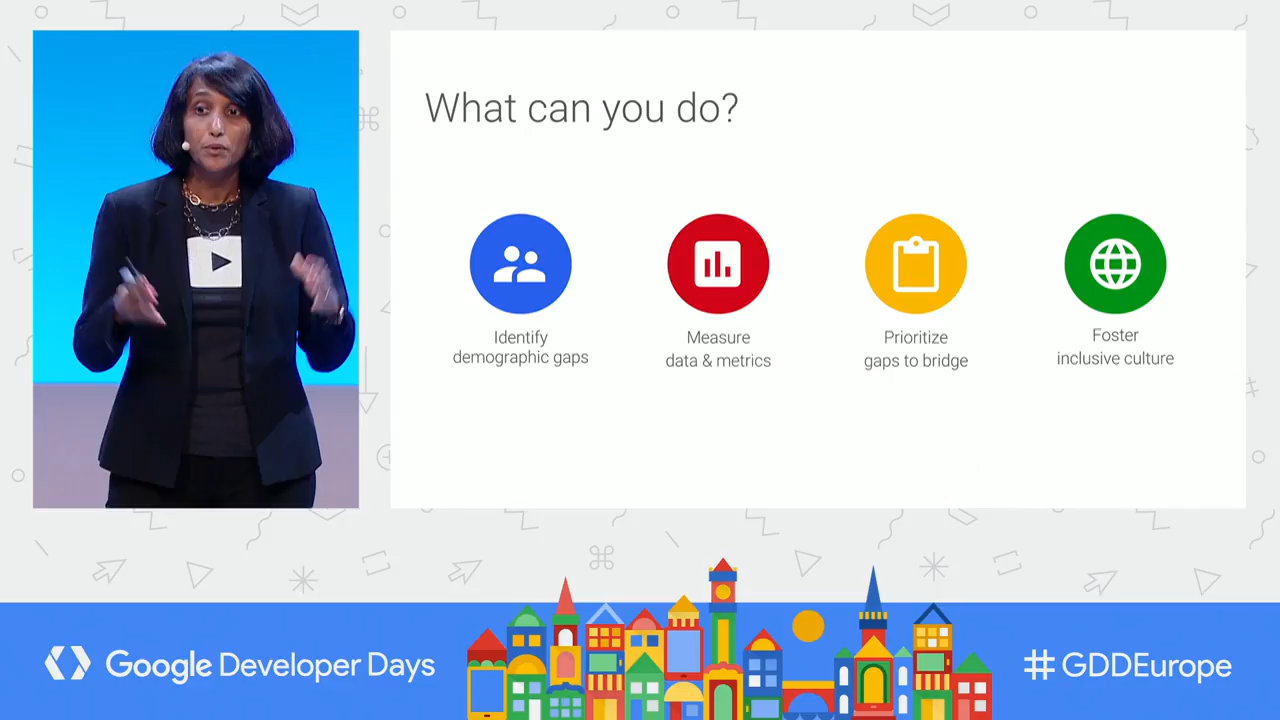 What can you do?
Identify
demographic gaps
Measure
data & metrics
Prioritize
gaps to bridge
Foster
inclusive culture
Google Developer Days
#GDDEurope